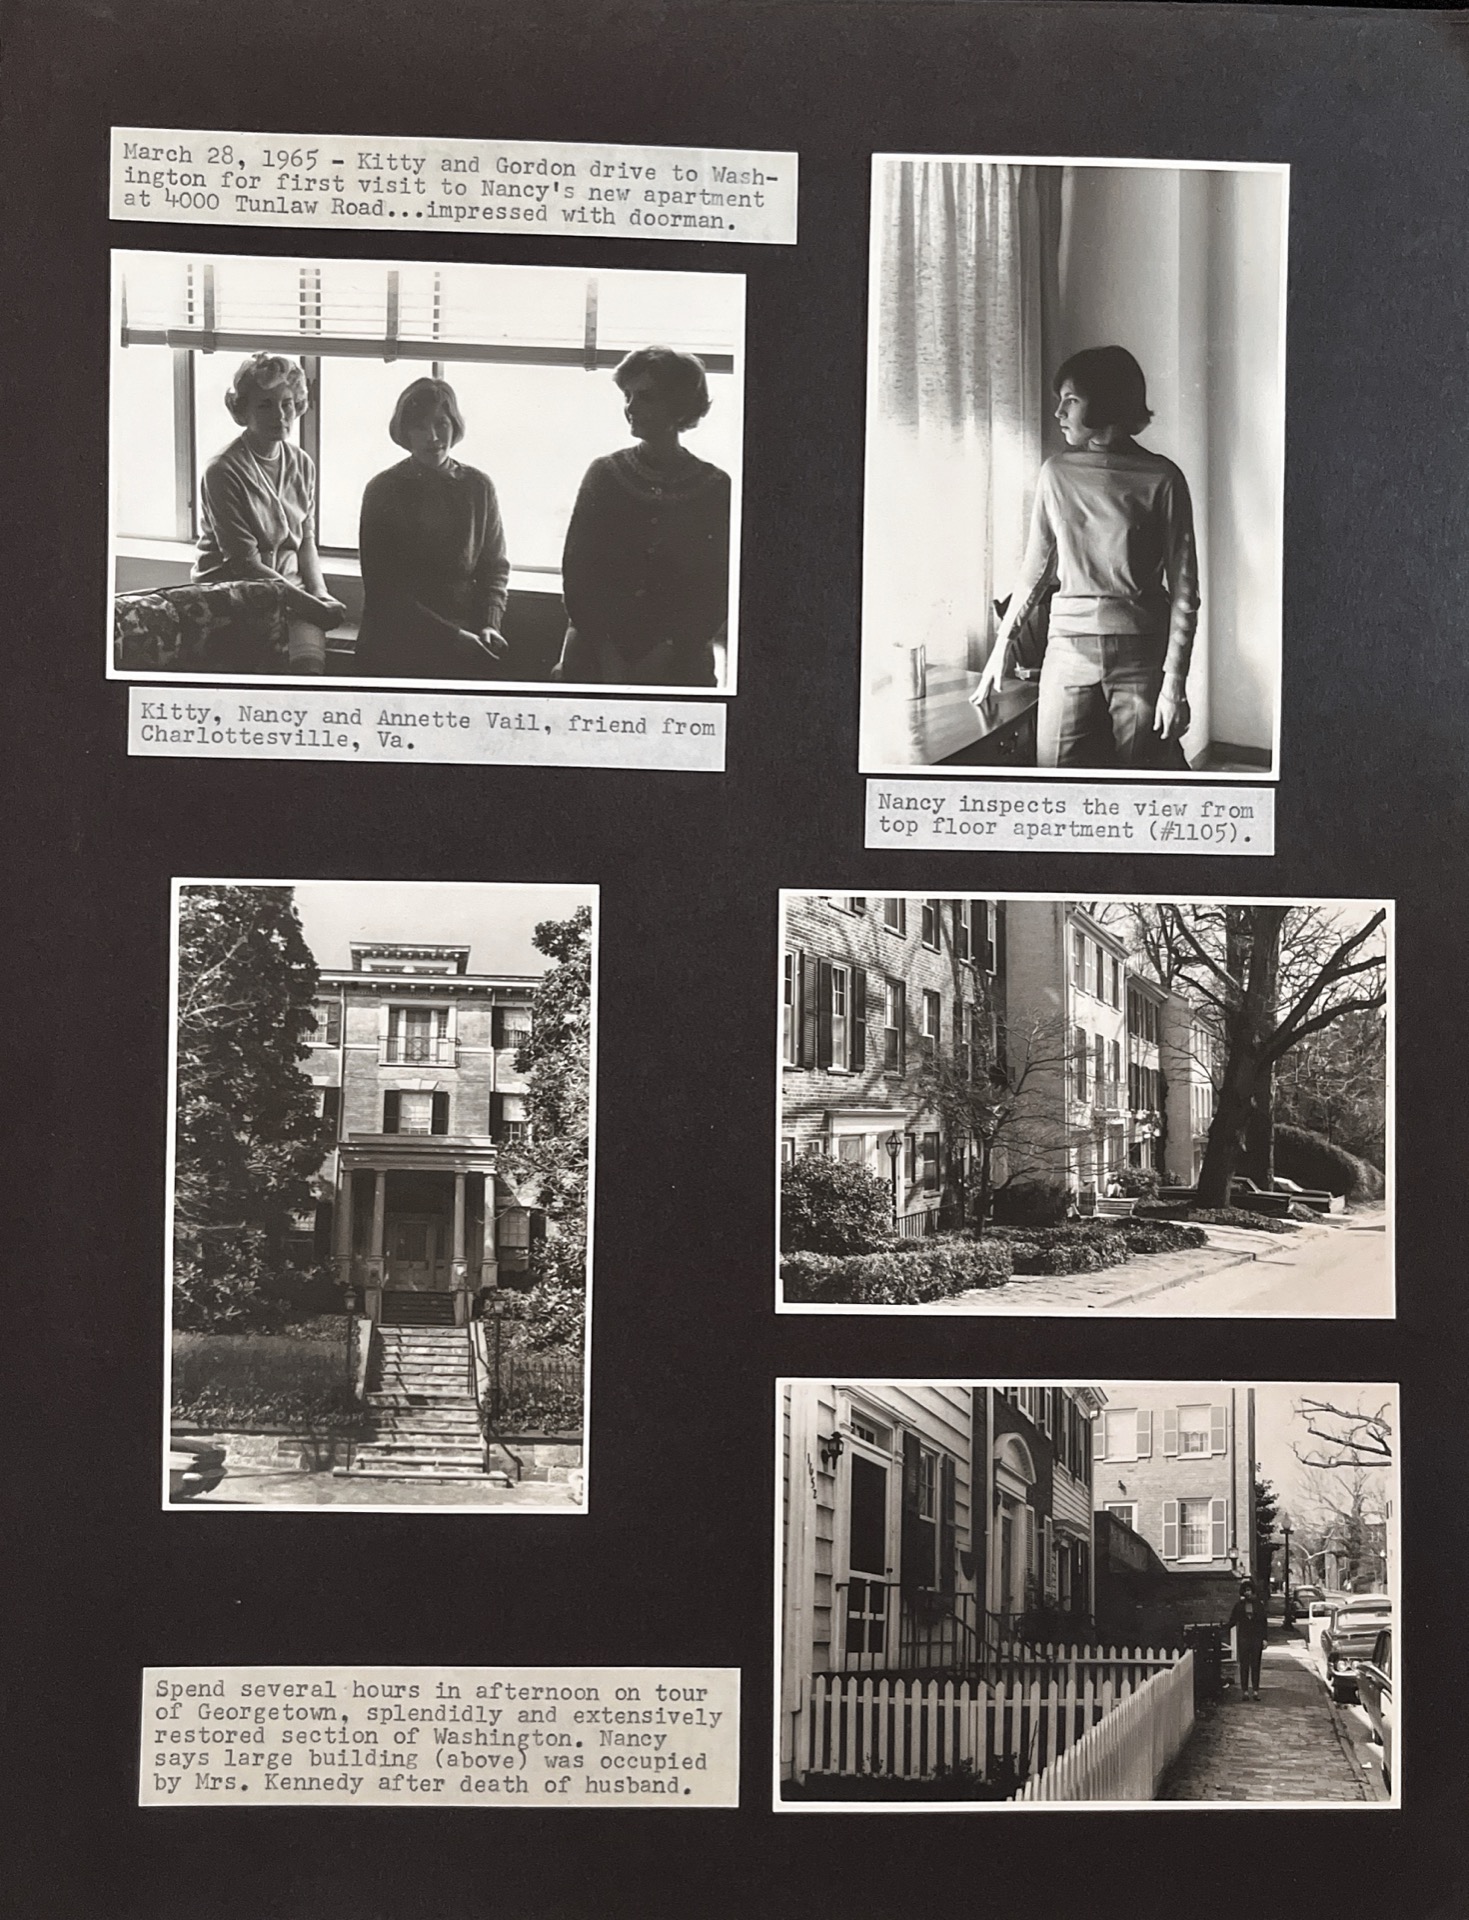 March 28, 1965 - Kitty and Gordon drive to Wash-
ington for first visit to Nancy's new apartment
at 4000 Tunlaw Road...impressed with doorman.
Kitty, Nancy and Annette Vail, friend from
Charlottesville, Va.
Nancy inspects the view from
top floor apartment (#1105).
1652
Spend several hours in afternoon on tour
of Georgetown, splendidly and extensively
restored section of Washington. Nancy
says large building (above) was occupied
by Mrs. Kennedy after death of husband.